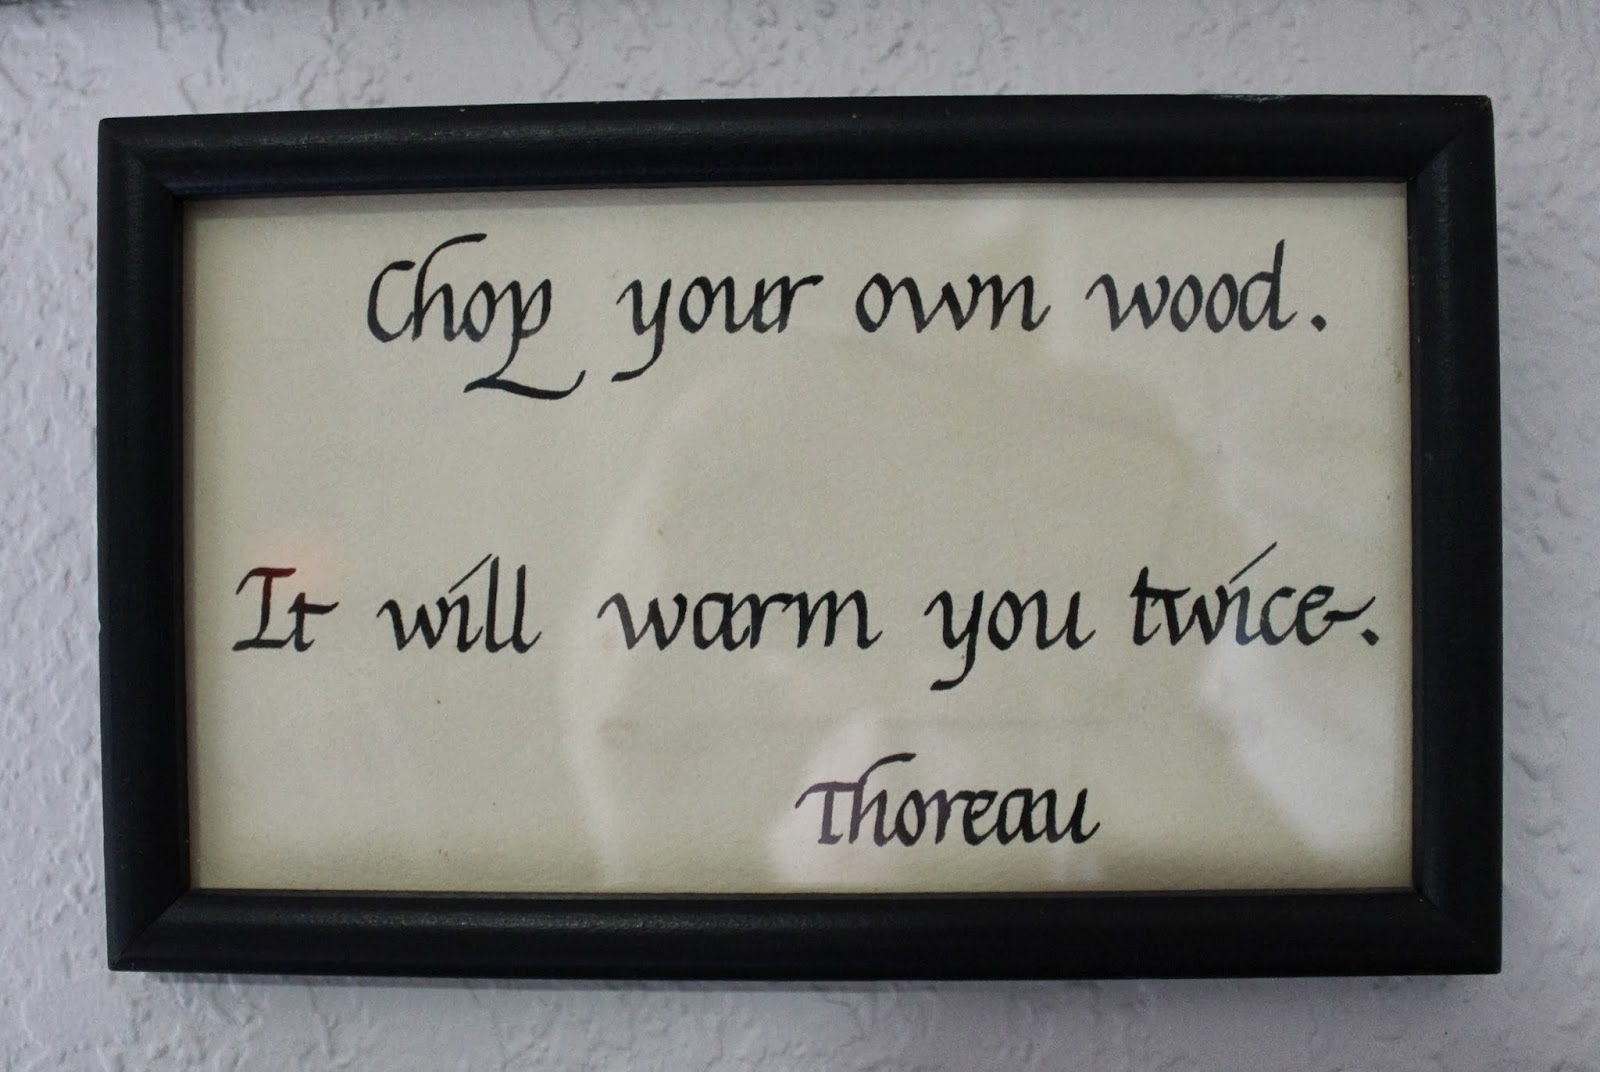 Chop your own wood.
It will warm you twice.
Thoreau